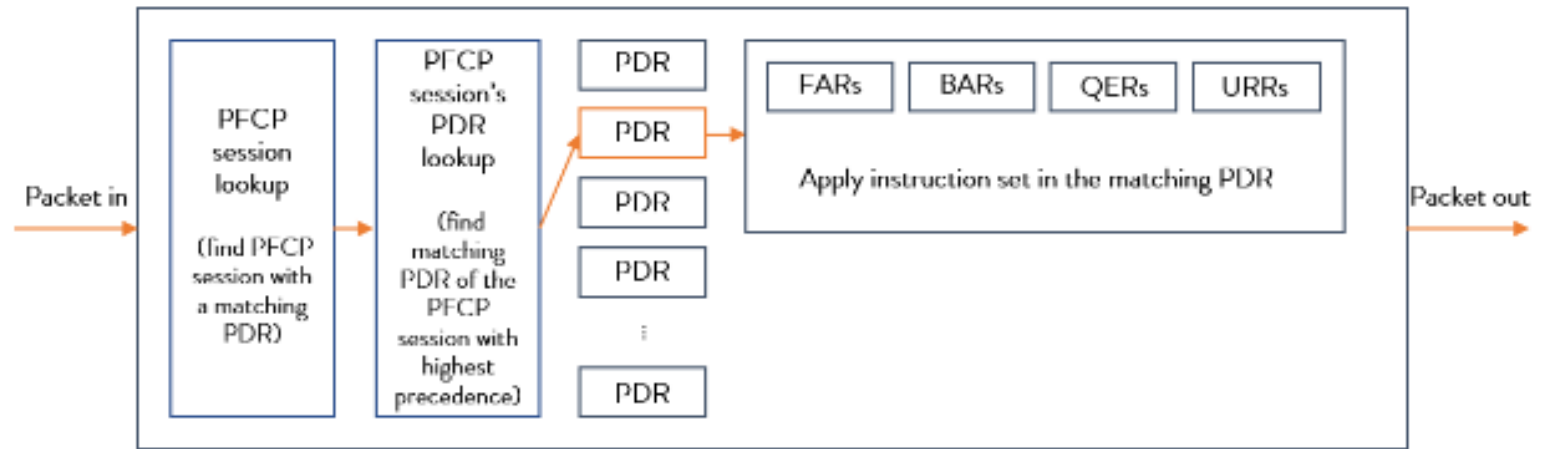 Packet in
PFCP
session
lookup
(find PFCP
session with
a matching
PDR)
PFCP
session's
PDR
lookup
(find
matching
PDR of the
PFCP
session with
highest
precedence)
PDR
PDR
PDR
PDR
⋮
PDR
FARs BARs QERs URRs
Apply instruction set in the matching PDR
Packet out